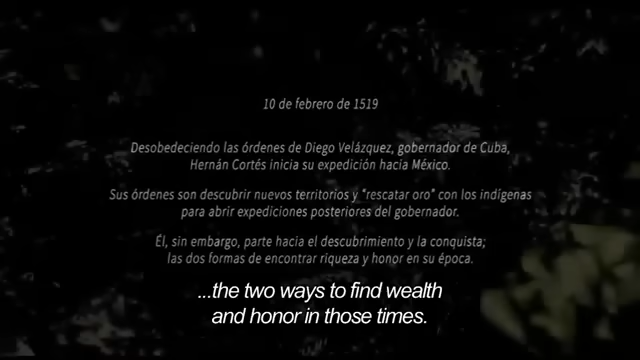 10 de febrero de 1519
Desobedeciendo las órdenes de Diego Velázquez, gobernador de Cuba,
Hernán Cortés inicia su expedición hacia México.
Sus órdenes son descubrir nuevos territorios y "rescatar oro" con los indígenas
para abrir expediciones posteriores del gobernador.
Él, sin embargo, parte hacia el descubrimiento y la conquista;
las dos formas de encontrar riqueza y honor en su época.
...the two ways to find wealth
and honor in those times.